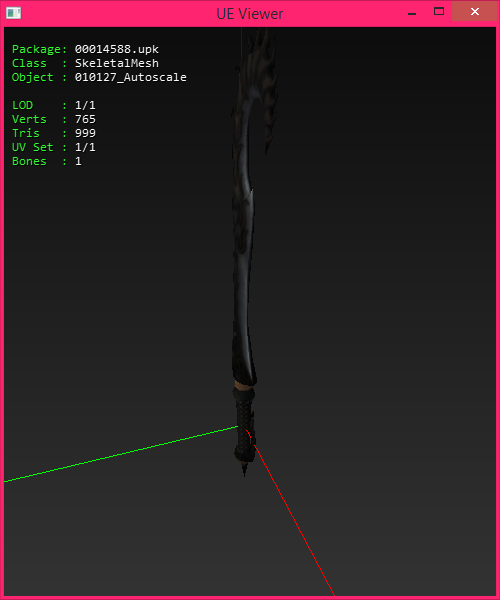 UE Viewer
Package: 00014588.upk
Class  : SkeletalMesh
Object : 010127_Autoscale
LOD    : 1/1
Verts  : 765
Tris   : 999
UV Set : 1/1
Bones  : 1